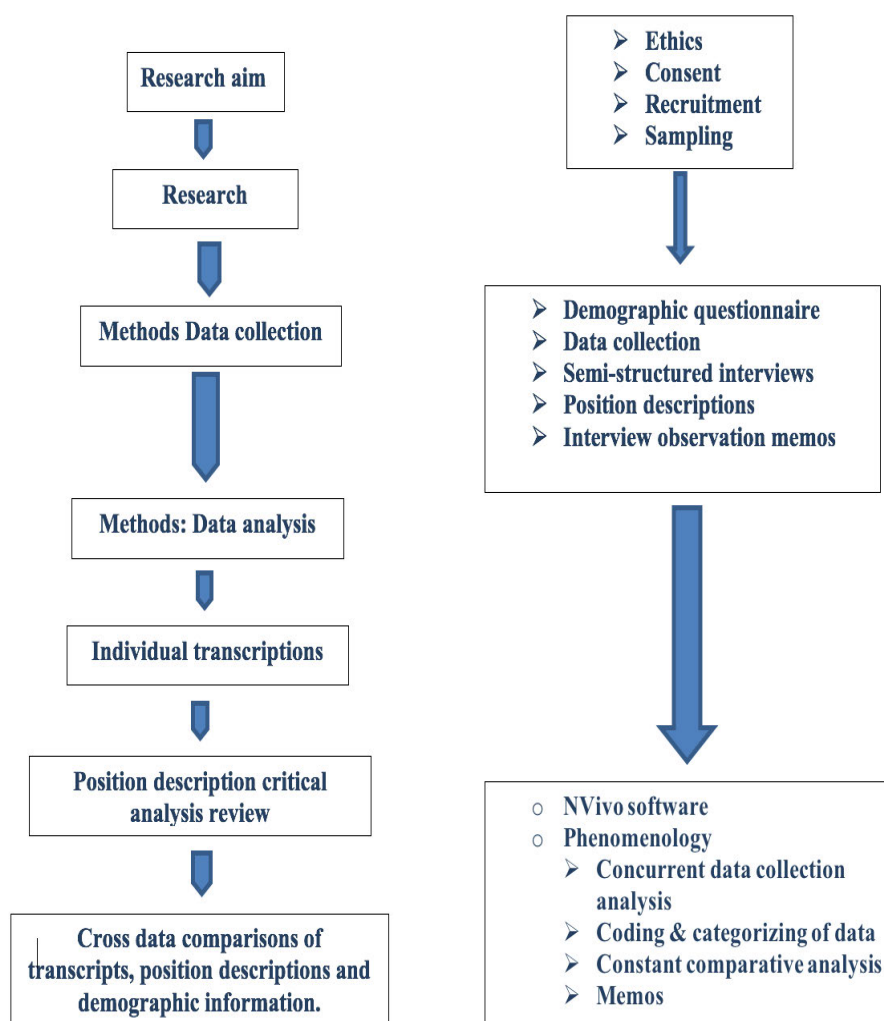 Research aim
Research
Methods Data collection
Methods: Data analysis
Individual transcriptions
Position description critical
analysis review
Cross data comparisons of
transcripts, position descriptions and
demographic information.
➢ Ethics
➢ Consent
➢ Recruitment
➢ Sampling
➢ Demographic questionnaire
➢ Data collection
➢ Semi-structured interviews
➢ Position descriptions
➢ Interview observation memos
○ NVivo software
○ Phenomenology
➢ Concurrent data collection
analysis
➢ Coding & categorizing of data
➢ Constant comparative analysis
➢ Memos